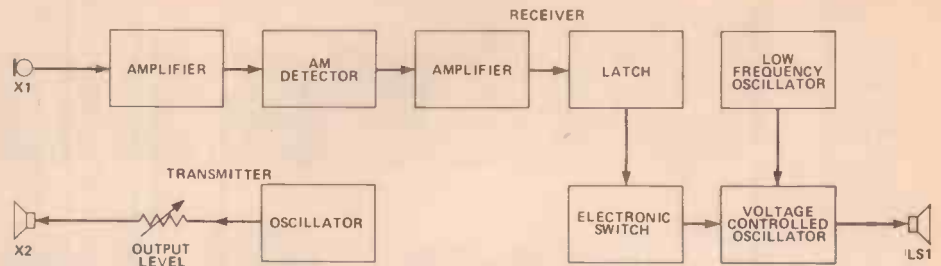 RECEIVER
AMPLIFIER
AM
DETECTOR
AMPLIFIER
LATCH
LOW
FREQUENCY
OSCILLATOR
X1
TRANSMITTER
OSCILLATOR
ELECTRONIC
SWITCH
VOLTAGE
CONTROLLED
OSCILLATOR
X2
OUTPUT
LEVEL
LS1